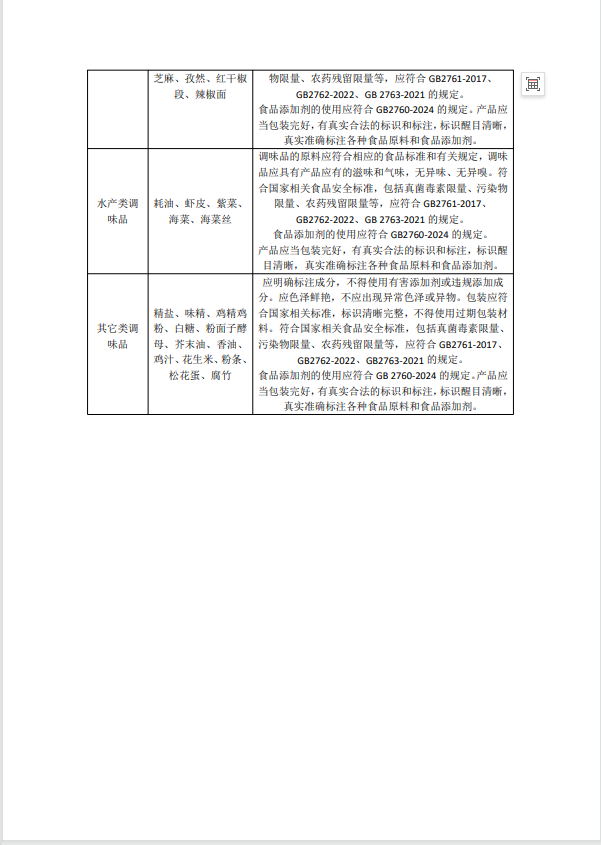 芝麻、孜然、红干椒
段、辣椒面
物限量、农药残留限量等，应符合 GB2761-2017、
GB2762-2022、GB 2763-2021 的规定。
食品添加剂的使用应符合 GB2760-2024 的规定。产品应
当包装完好，有真实合法的标识和标注，标识醒目清晰，
真实准确标注各种食品原料和食品添加剂。
水产类调
味品
耗油、虾皮、紫菜、
海菜、海菜丝
调味品的原料应符合相应的食品标准和有关规定，调味
品应具有产品应有的滋味和气味，无异味、无异嗅。符
合国家相关食品安全标准，包括真菌毒素限量、污染物
限量、农药残留限量等，应符合 GB2761-2017、
GB2762-2022、GB 2763-2021 的规定。
食品添加剂的使用应符合 GB2760-2024 的规定。
产品应当包装完好，有真实合法的标识和标注，标识醒
目清晰，真实准确标注各种食品原料和食品添加剂。
其它类调
味品
精盐、味精、鸡精鸡
粉、白糖、粉面子酵
母、芥末油、香油、
鸡汁、花生米、粉条、
松花蛋、腐竹
应明确标注成分，不得使用有害添加剂或违规添加成
分。应色泽鲜艳，不应出现异常色泽或异物。包装应符
合国家相关标准，标识清晰完整，不得使用过期包装材
料。符合国家相关食品安全标准，包括真菌毒素限量、
污染物限量、农药残留限量等，应符合 GB2761-2017、
GB2762-2022、GB2763-2021 的规定。
食品添加剂的使用应符合 GB 2760-2024 的规定。产品应
当包装完好，有真实合法的标识和标注，标识醒目清晰，
真实准确标注各种食品原料和食品添加剂。